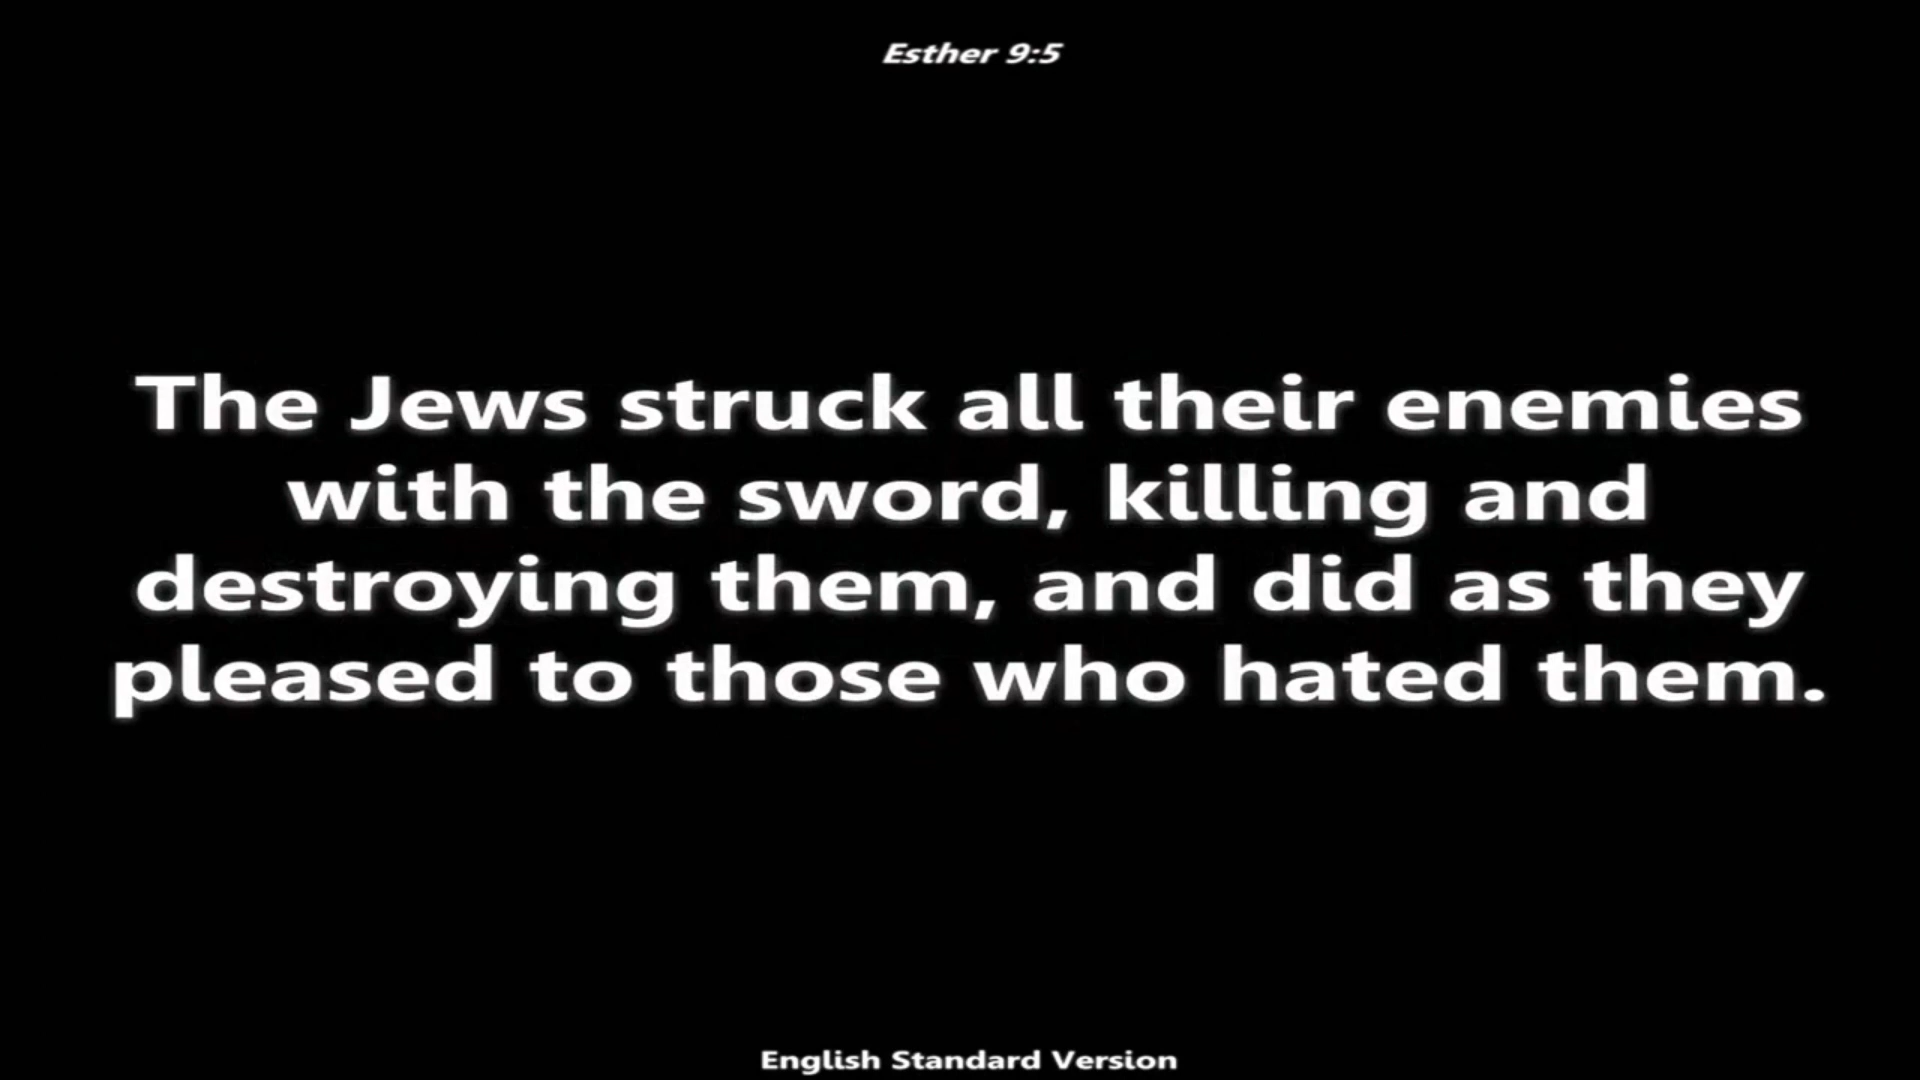 Esther 9:5
The Jews struck all their enemies
with the sword, killing and
destroying them, and did as they
pleased to those who hated them.
English Standard Version